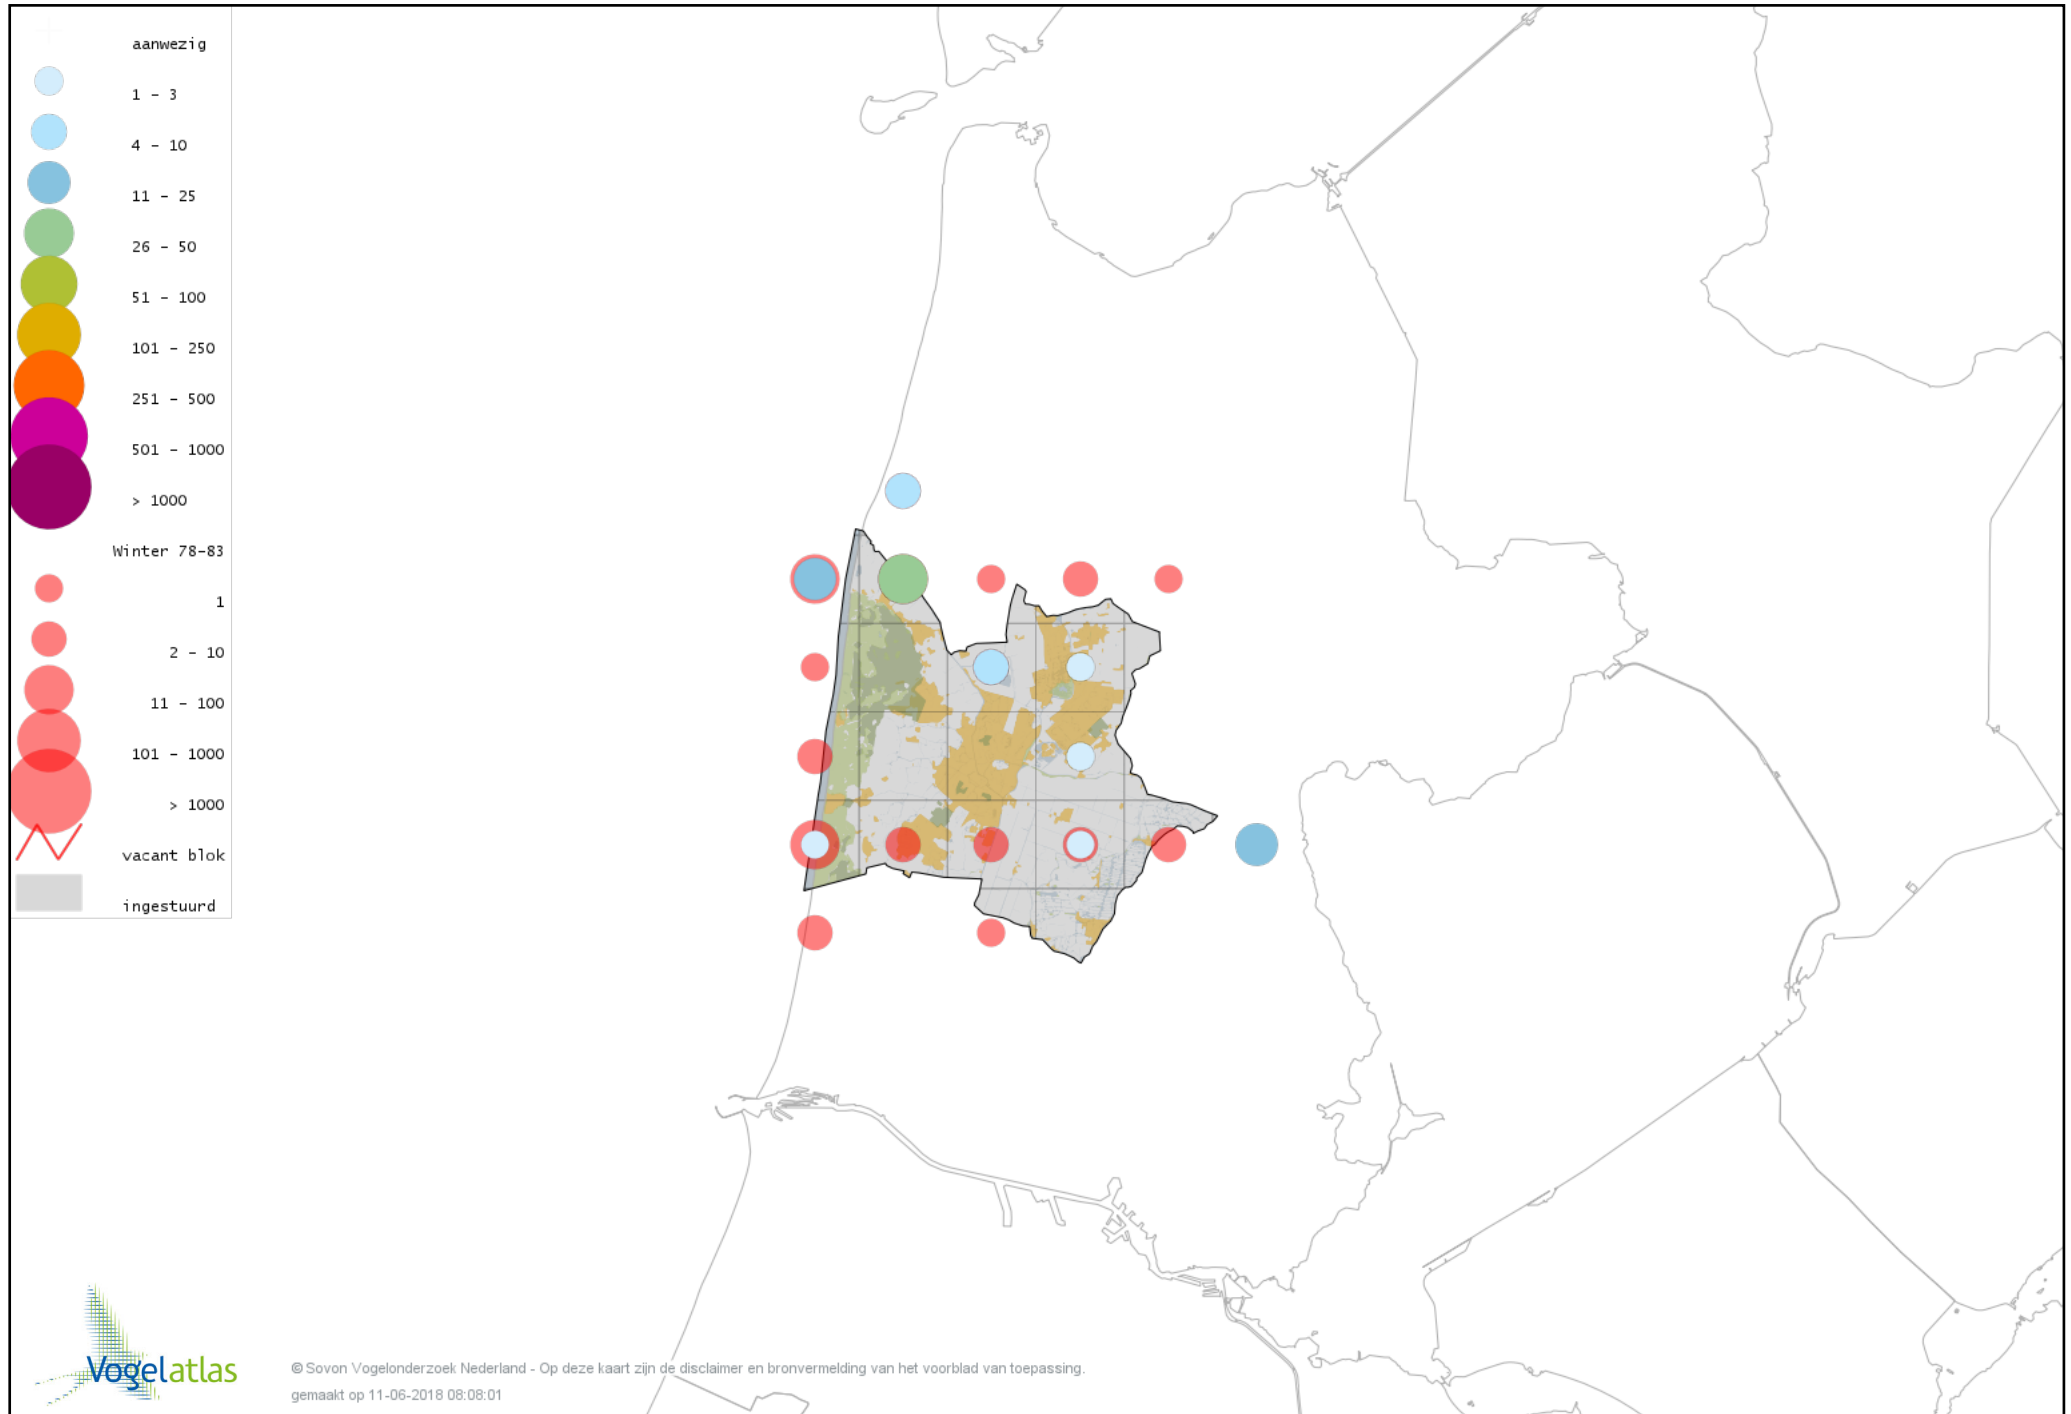 aanwezig
1 - 3
4 - 10
11 - 25
26 - 50
51 - 100
101 - 250
251 - 500
501 - 1000
> 1000
Winter 78-83
1
2 - 10
11 - 100
101 - 1000
> 1000
vacant blok
ingestuurd
Vogelatlas
© Sovon Vogelonderzoek Nederland - Op deze kaart zijn de disclaimer en bronvermelding van het voorblad van toepassing.
gemaakt op 11-06-2018 08:08:01